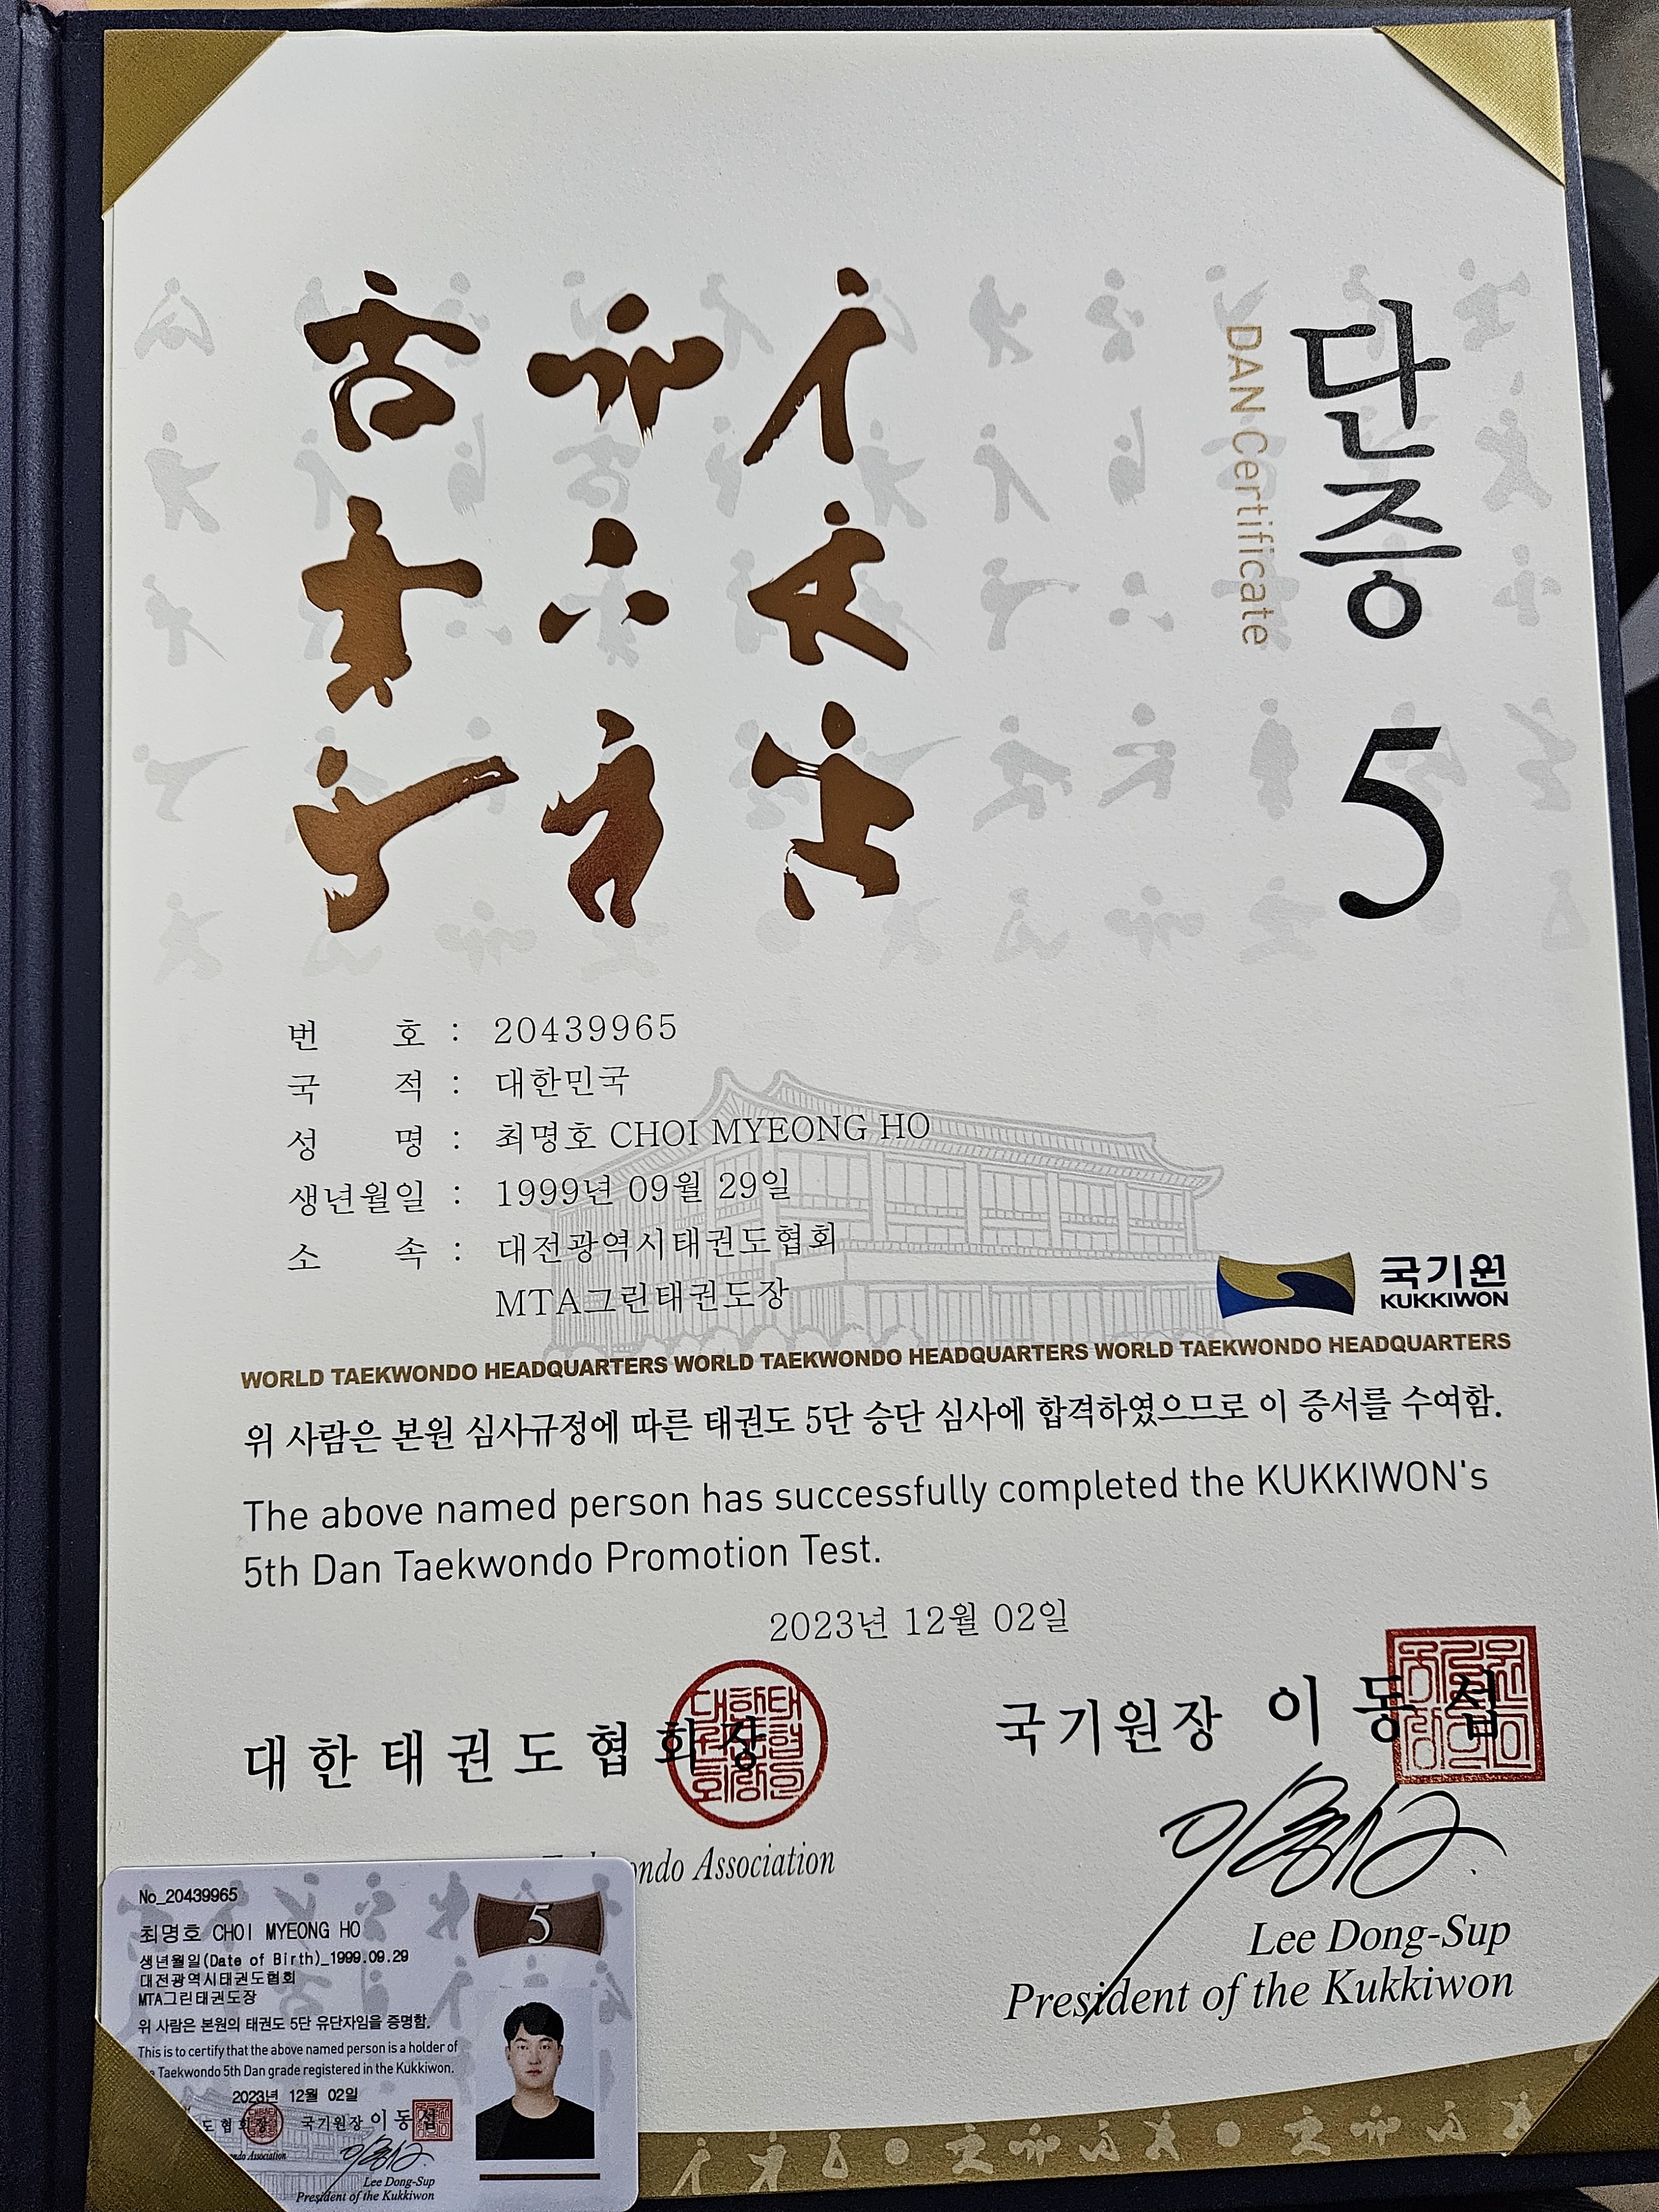 단증 5
DAN Certificate
번 호 : 20439965
국 적 : 대한민국
성 명 : 최명호 CHOI MYEONG HO
생년월일 : 1999년 09월 29일
소 속 : 대전광역시태권도협회
MTA그린태권도장
국기원
KUKKIWON
WORLD TAEKWONDO HEADQUARTERS WORLD TAEKWONDO HEADQUARTERS WORLD TAEKWONDO HEADQUARTERS
위 사람은 본원 심사규정에 따른 태권도 5단 승단 심사에 합격하였으므로 이 증서를 수여함.
The above named person has successfully completed the KUKKIWON's
5th Dan Taekwondo Promotion Test.
2023년 12월 02일
대한태권도협회장
국기원장 이동섭
Association
Lee Dong-Sup
President of the Kukkiwon
No_20439965
5
최명호 CHOI MYEONG HO
생년월일(Date of Birth)_1999.09.29
대전광역시태권도협회
MTA그린태권도장
위 사람은 본원의 태권도 5단 유단자임을 증명함.
This is to certify that the above named person is a holder of
Taekwondo 5th Dan grade registered in the Kukkiwon.
2023년 12월 02일
도협회장 국기원장 이동섭
Association
Lee Dong-Sup
President of the Kukkiwon